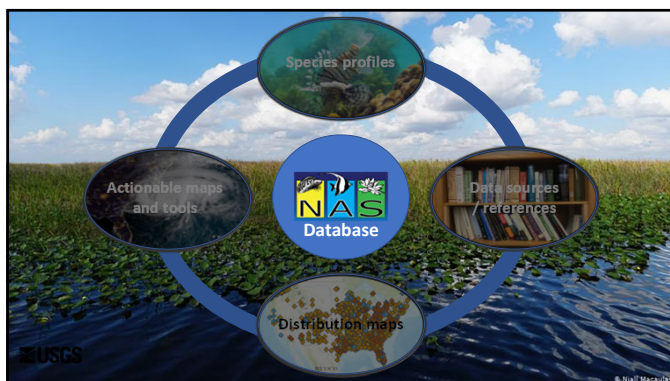 Species profiles
Actionable maps
and tools
NAS
Database
Data sources
/ references
Distribution maps
USGS
© Niall Macaulay